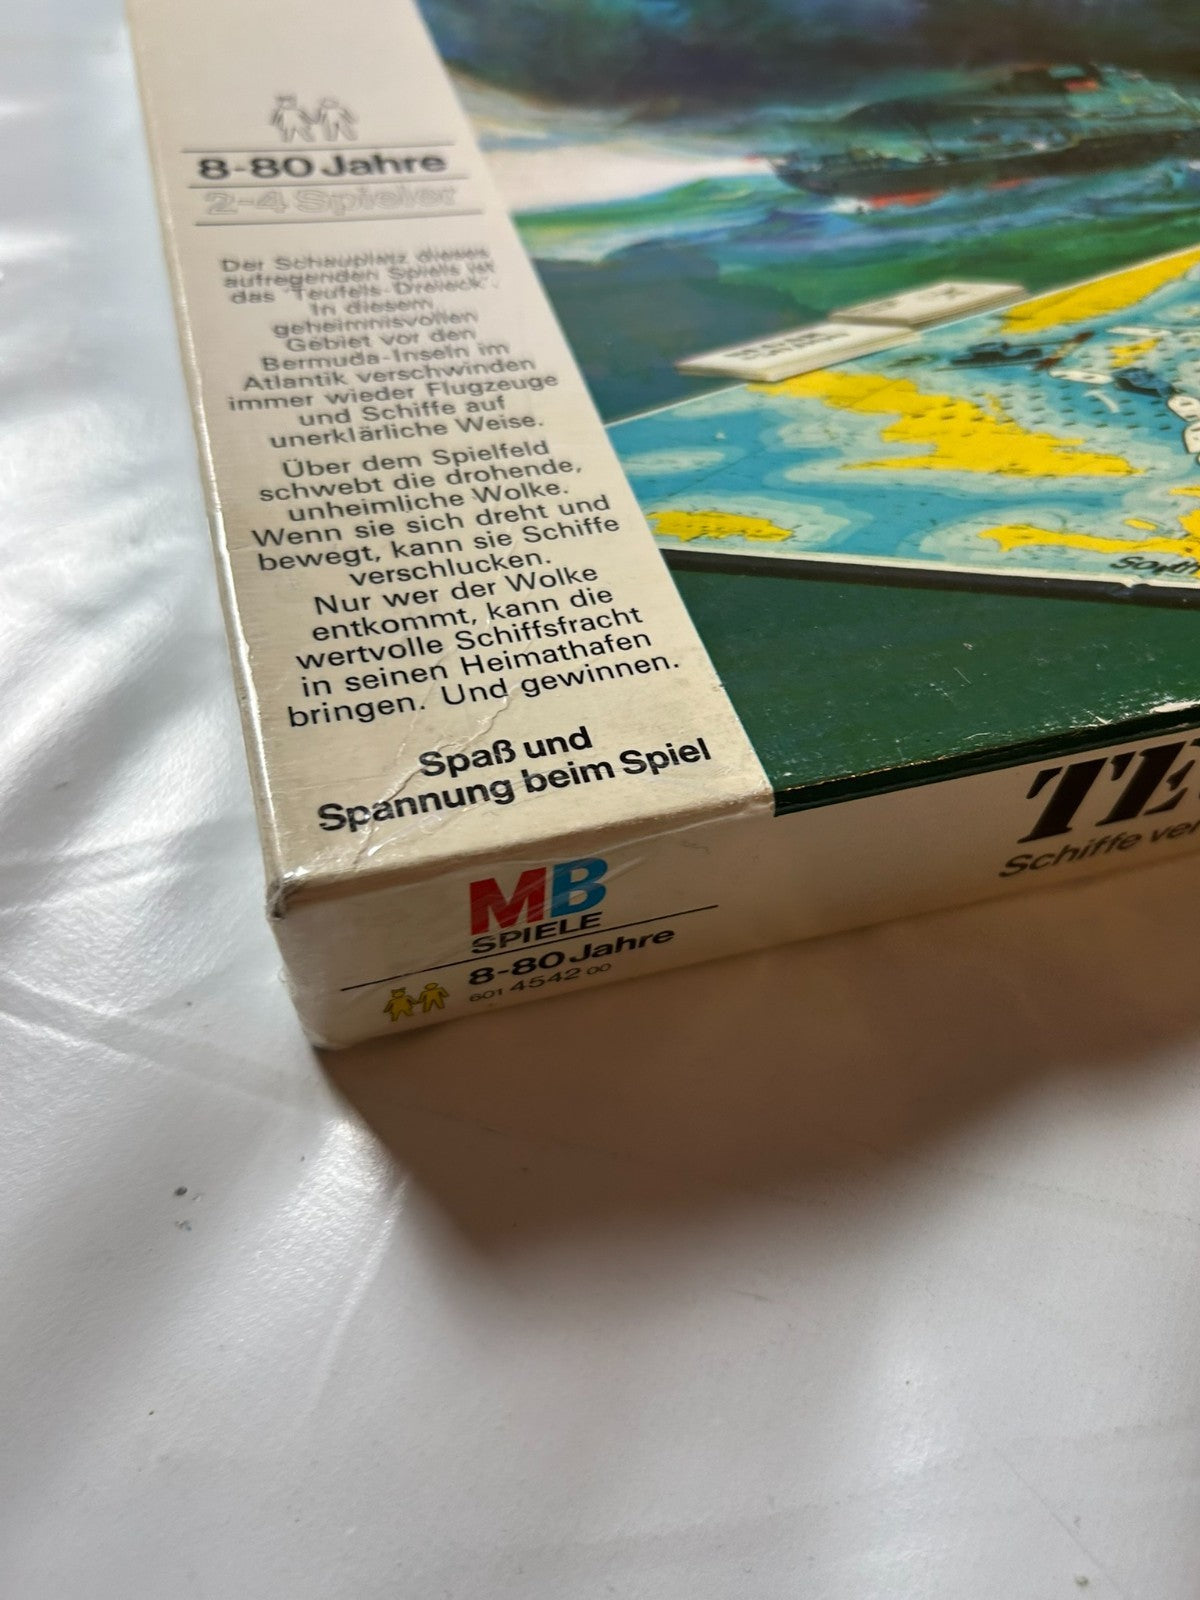 8-80 Jahre
2-4 Spieler
Der Schauplatz dieses
aufregenden Spiels ist
das "Teufels-Dreieck".
In diesem
geheimnisvollen
Gebiet vor den
Bermuda-Inseln im
Atlantik verschwinden
immer wieder Flugzeuge
und Schiffe auf
unerklärliche Weise.
Über dem Spielfeld
schwebt die drohende,
unheimliche Wolke.
Wenn sie sich dreht und
bewegt, kann sie Schiffe
verschlucken.
Nur wer der Wolke
entkommt, kann die
wertvolle Schiffsfracht
in seinen Heimathafen
bringen. Und gewinnen.
Spaß und
Spannung beim Spiel
MB
SPIELE
8-80 Jahre
601 4542 00
TE
Schiffe ver
South